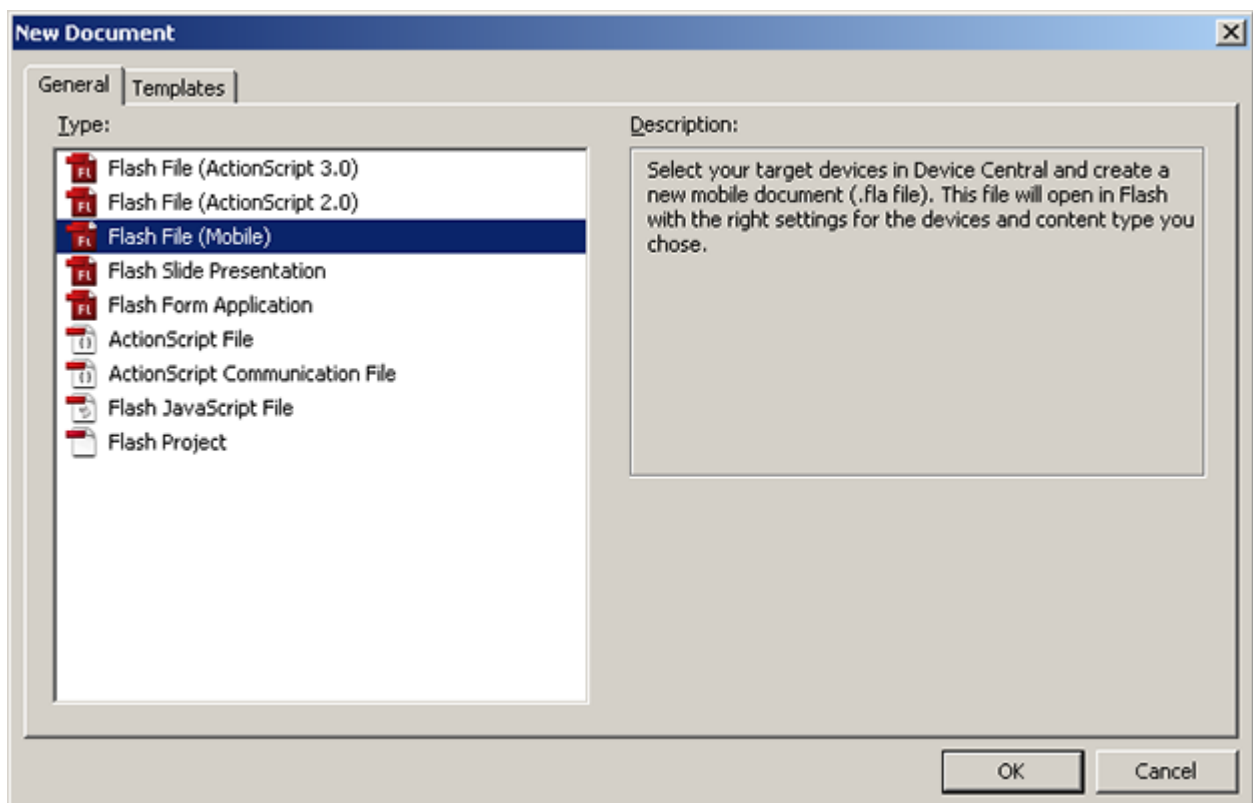 New Document
General
Templates
Type:
Flash File (ActionScript 3.0)
Flash File (ActionScript 2.0)
Flash File (Mobile)
Flash Slide Presentation
Flash Form Application
ActionScript File
ActionScript Communication File
Flash JavaScript File
Flash Project
Description:
Select your target devices in Device Central and create a
new mobile document (.fla file). This file will open in Flash
with the right settings for the devices and content type you
chose.
OK
Cancel